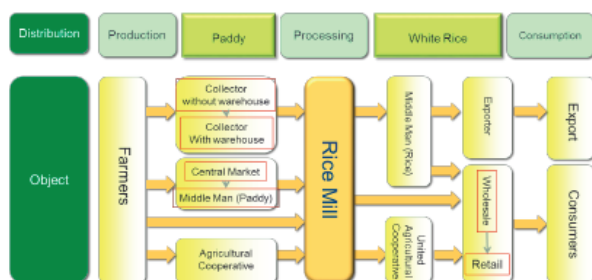 Distribution
Production
Paddy
Processing
White Rice
Consumption
Object
Farmers
Collector
without warehouse
Collector
With warehouse
Central Market
Middle Man (Paddy)
Agricultural
Cooperative
Rice Mill
Middle Man (Rice)
United
Agricultural
Cooperative
Exporter
Wholesale
Retail
Export
Consumers